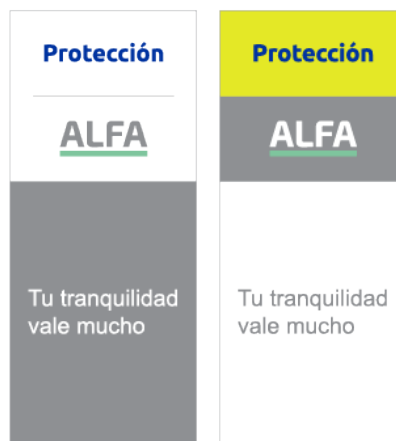 Protección
ALFA
Tu tranquilidad
vale mucho
Protección
ALFA
Tu tranquilidad
vale mucho